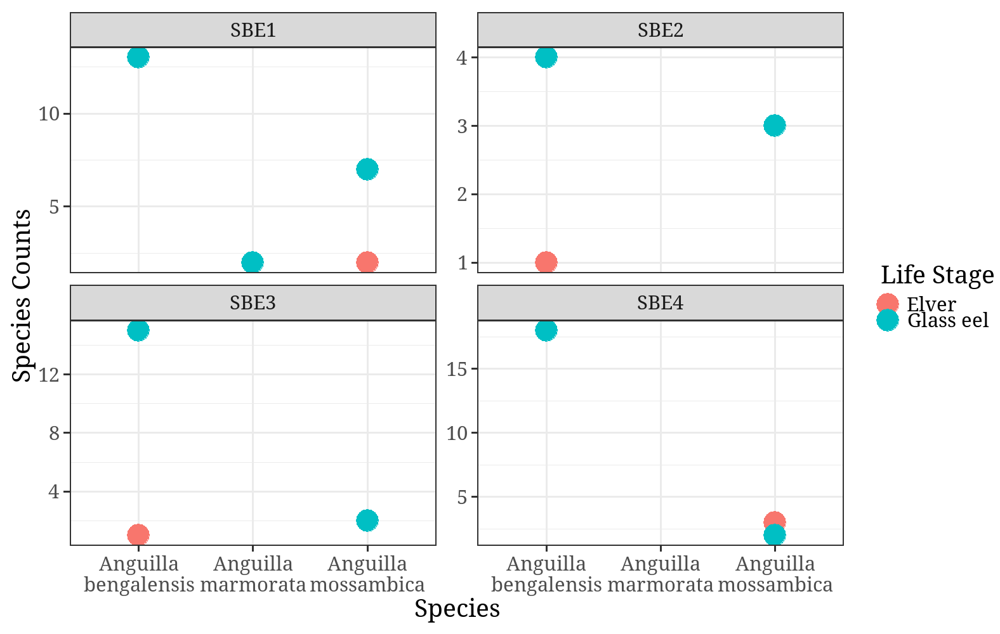 SBE1
SBE2
10
5
4
3
2
1
SBE3
SBE4
12
8
4
15
10
5
Species Counts
Anguilla
bengalensis
Anguilla
marmorata
Anguilla
mossambica
Anguilla
bengalensis
Anguilla
marmorata
Anguilla
mossambica
Species
Life Stage
Elver
Glass eel